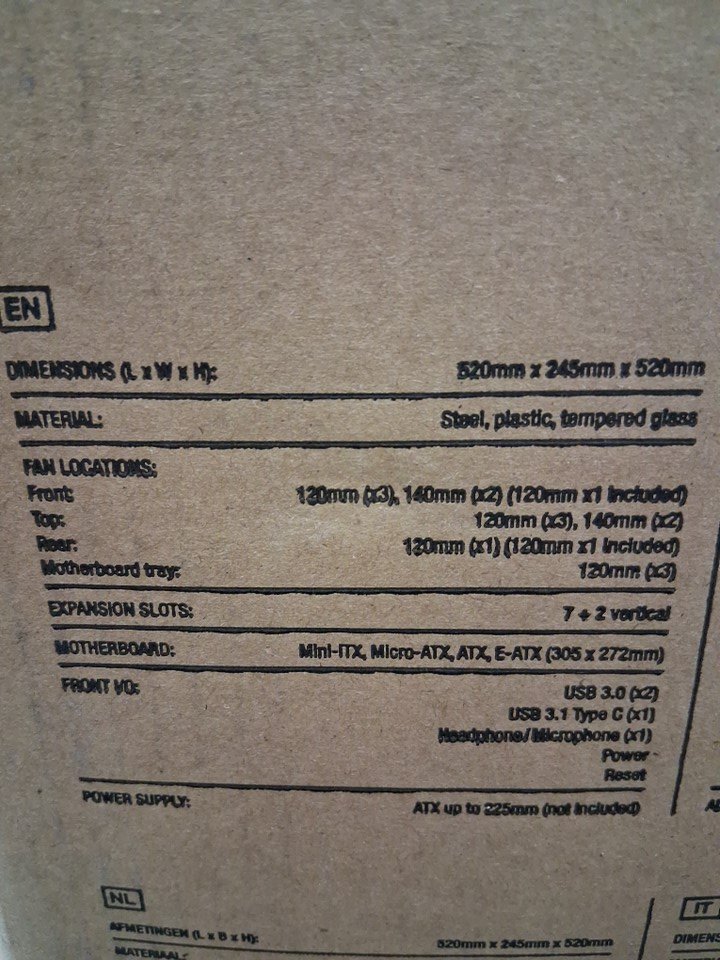 EN
DIMENSIONS (L x W x H): 520mm x 245mm x 520mm
MATERIAL: Steel, plastic, tempered glass
FAN LOCATIONS:
Front: 120mm (x3), 140mm (x2) (120mm x1 included)
Top: 120mm (x3), 140mm (x2)
Rear: 120mm (x1) (120mm x1 included)
Motherboard tray: 120mm (x3)
EXPANSION SLOTS: 7 + 2 vertical
MOTHERBOARD: Mini-ITX, Micro-ATX, ATX, E-ATX (305 x 272mm)
FRONT I/O: USB 3.0 (x2)
USB 3.1 Type C (x1)
Headphone/Microphone (x1)
Power
Reset
POWER SUPPLY: ATX up to 225mm (not included)
NL
AFMETINGEN (L x B x H): 520mm x 245mm x 520mm
MATERIAAL:
IT